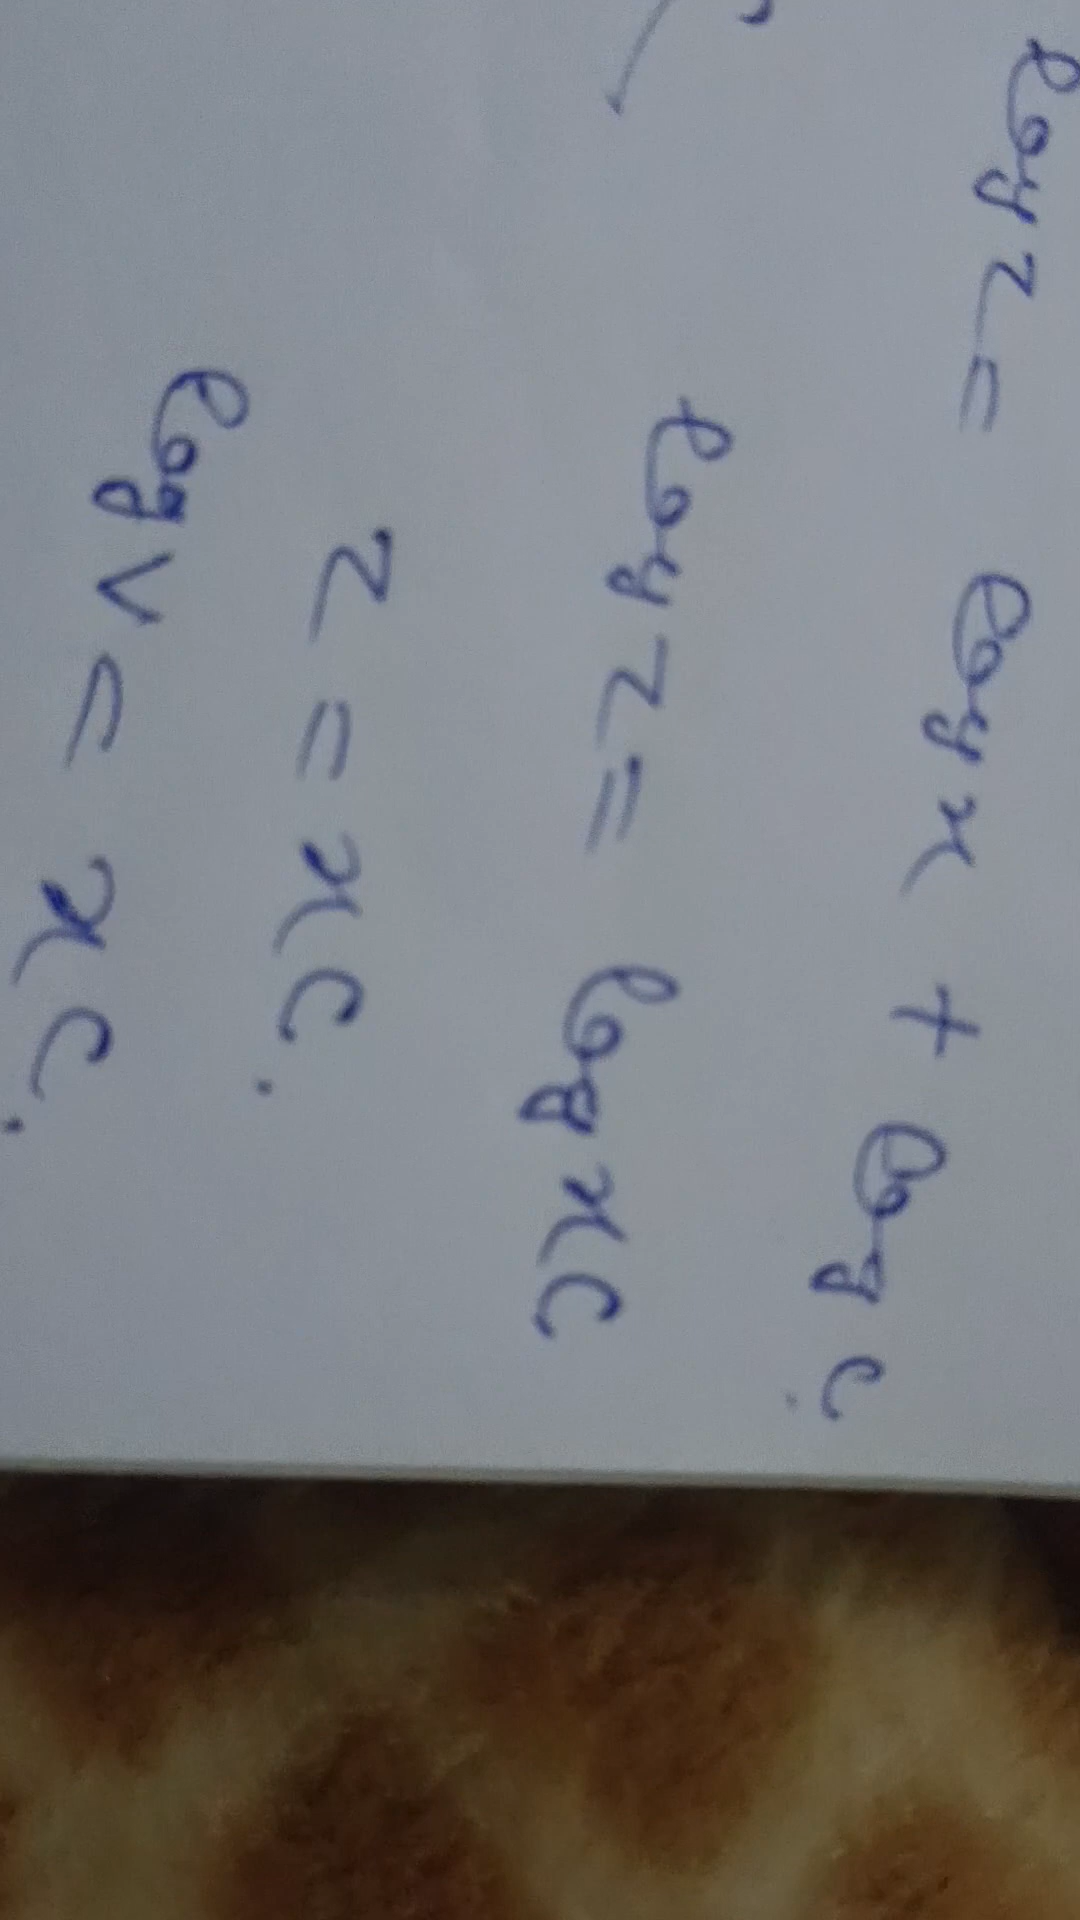 log z = log x + log c
log z = log xc
z = xc.
log v = xc.